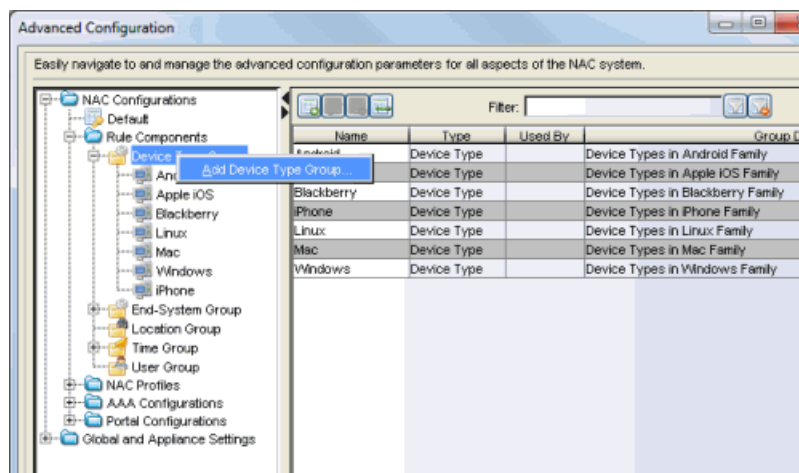 Advanced Configuration
Easily navigate to and manage the advanced configuration parameters for all aspects of the NAC system.
NAC Configurations
Default
Rule Components
Device
Add Device Type Group...
Apple iOS
Blackberry
Linux
Mac
Windows
iPhone
End-System Group
Location Group
Time Group
User Group
NAC Profiles
AAA Configurations
Portal Configurations
Global and Appliance Settings
Filter:
Name Type Used By Group D
Android Device Type Device Types in Android Family
Device Type Device Types in Apple iOS Family
Blackberry Device Type Device Types in Blackberry Family
iPhone Device Type Device Types in iPhone Family
Linux Device Type Device Types in Linux Family
Mac Device Type Device Types in Mac Family
Windows Device Type Device Types in Windows Family